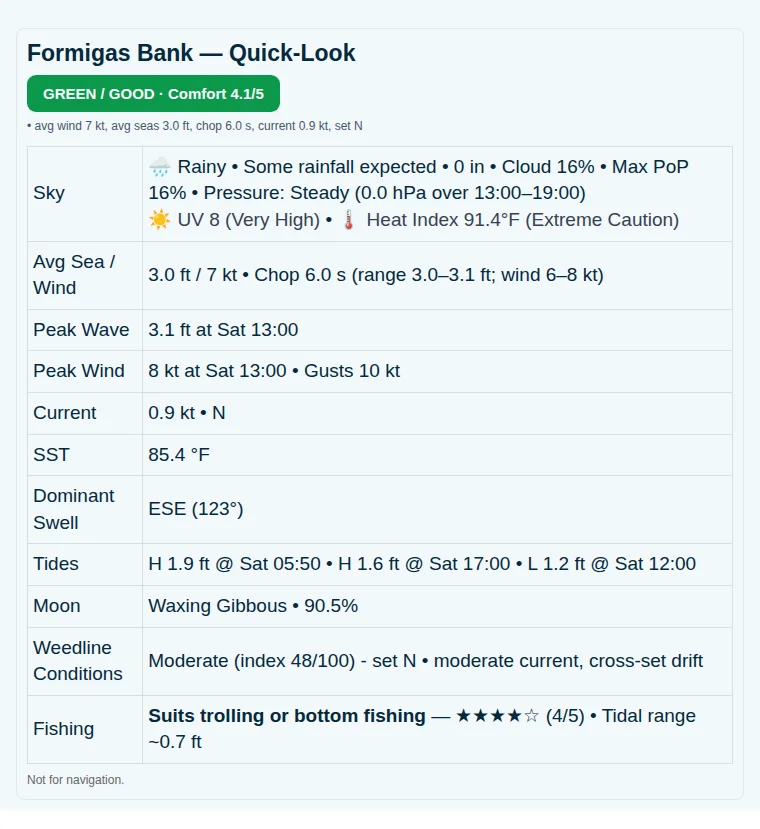 Formigas Bank — Quick-Look
GREEN / GOOD · Comfort 4.1/5
• avg wind 7 kt, avg seas 3.0 ft, chop 6.0 s, current 0.9 kt, set N
Sky
🌧️ Rainy • Some rainfall expected • 0 in • Cloud 16% • Max PoP
16% • Pressure: Steady (0.0 hPa over 13:00–19:00)
☀️ UV 8 (Very High) • 🌡️ Heat Index 91.4°F (Extreme Caution)
Avg Sea /
Wind
3.0 ft / 7 kt • Chop 6.0 s (range 3.0–3.1 ft; wind 6–8 kt)
Peak Wave
3.1 ft at Sat 13:00
Peak Wind
8 kt at Sat 13:00 • Gusts 10 kt
Current
0.9 kt • N
SST
85.4 °F
Dominant
Swell
ESE (123°)
Tides
H 1.9 ft @ Sat 05:50 • H 1.6 ft @ Sat 17:00 • L 1.2 ft @ Sat 12:00
Moon
Waxing Gibbous • 90.5%
Weedline
Conditions
Moderate (index 48/100) - set N • moderate current, cross-set drift
Fishing
Suits trolling or bottom fishing — ★★★★☆ (4/5) • Tidal range
~0.7 ft
Not for navigation.